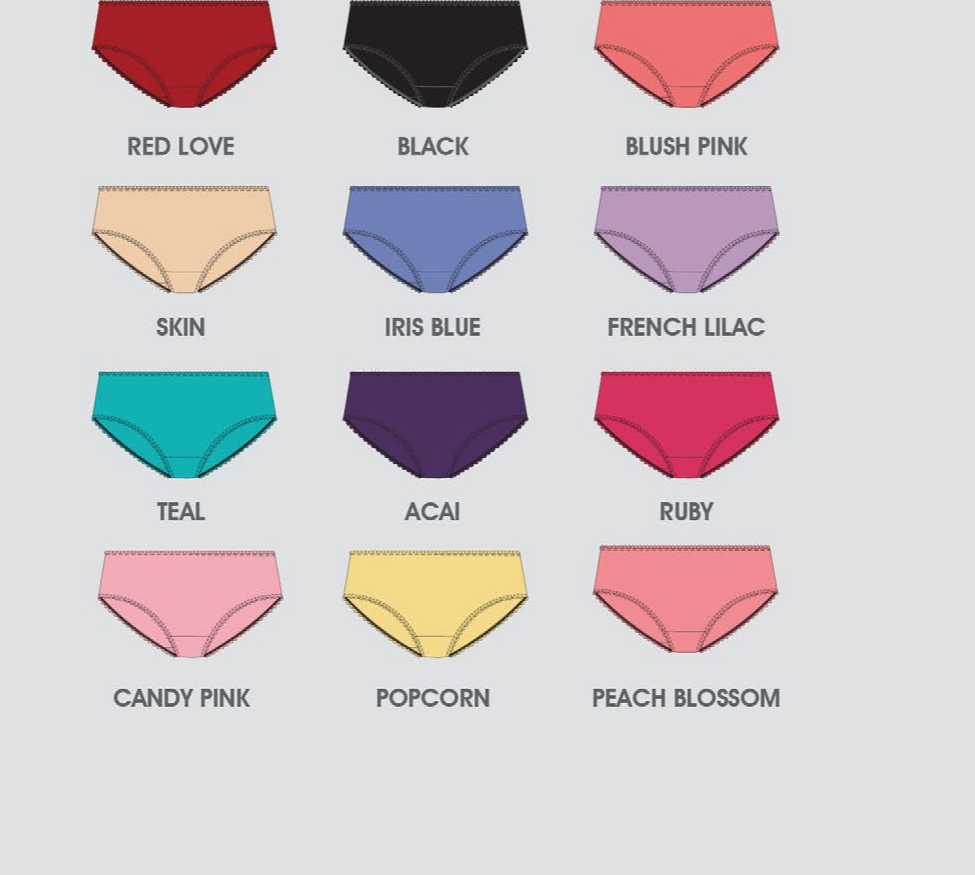 RED LOVE
BLACK
BLUSH PINK
SKIN
IRIS BLUE
FRENCH LILAC
TEAL
ACAI
RUBY
CANDY PINK
POPCORN
PEACH BLOSSOM